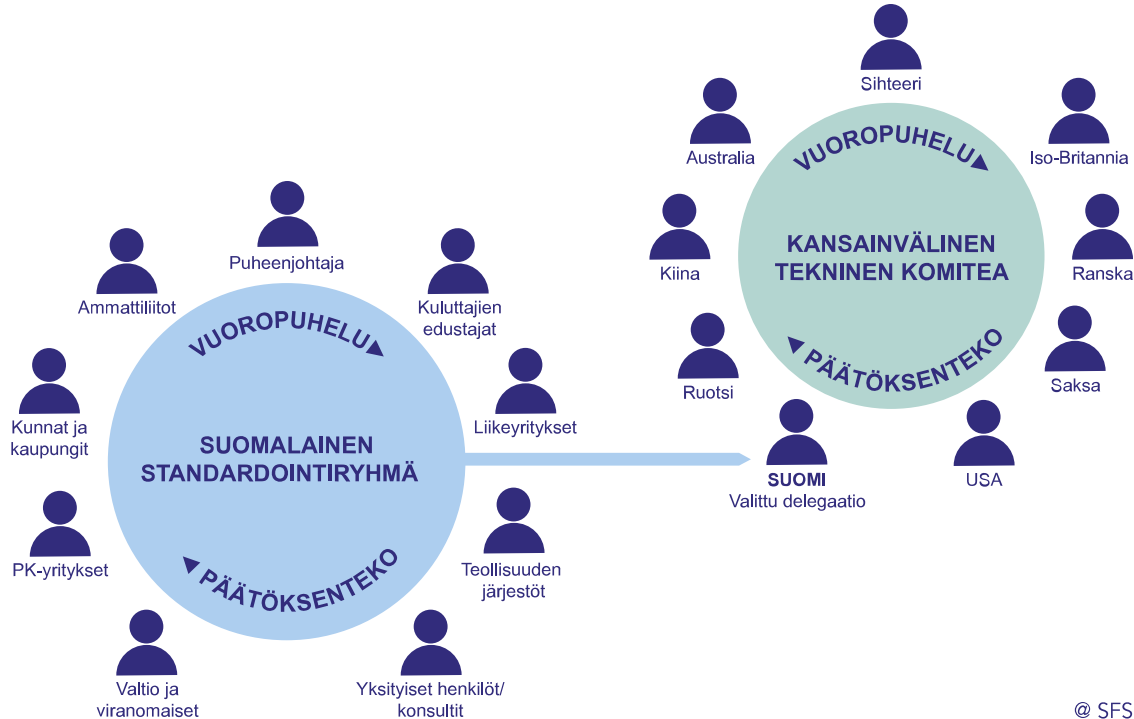 Puheenjohtaja
Ammattiliitot
Kuluttajien
edustajat
Kunnat ja
kaupungit
Liikeyritykset
PK-yritykset
Teollisuuden
järjestöt
Valtio ja
viranomaiset
Yksityiset henkilöt/
konsultit
VUOROPUHELU
SUOMALAINEN
STANDARDOINTIRYHMÄ
PÄÄTÖKSENTEKO
Sihteeri
Australia
Iso-Britannia
Kiina
Ranska
Ruotsi
Saksa
SUOMI
Valittu delegaatio
USA
VUOROPUHELU
KANSAINVÄLINEN
TEKNINEN KOMITEA
PÄÄTÖKSENTEKO
@ SFS